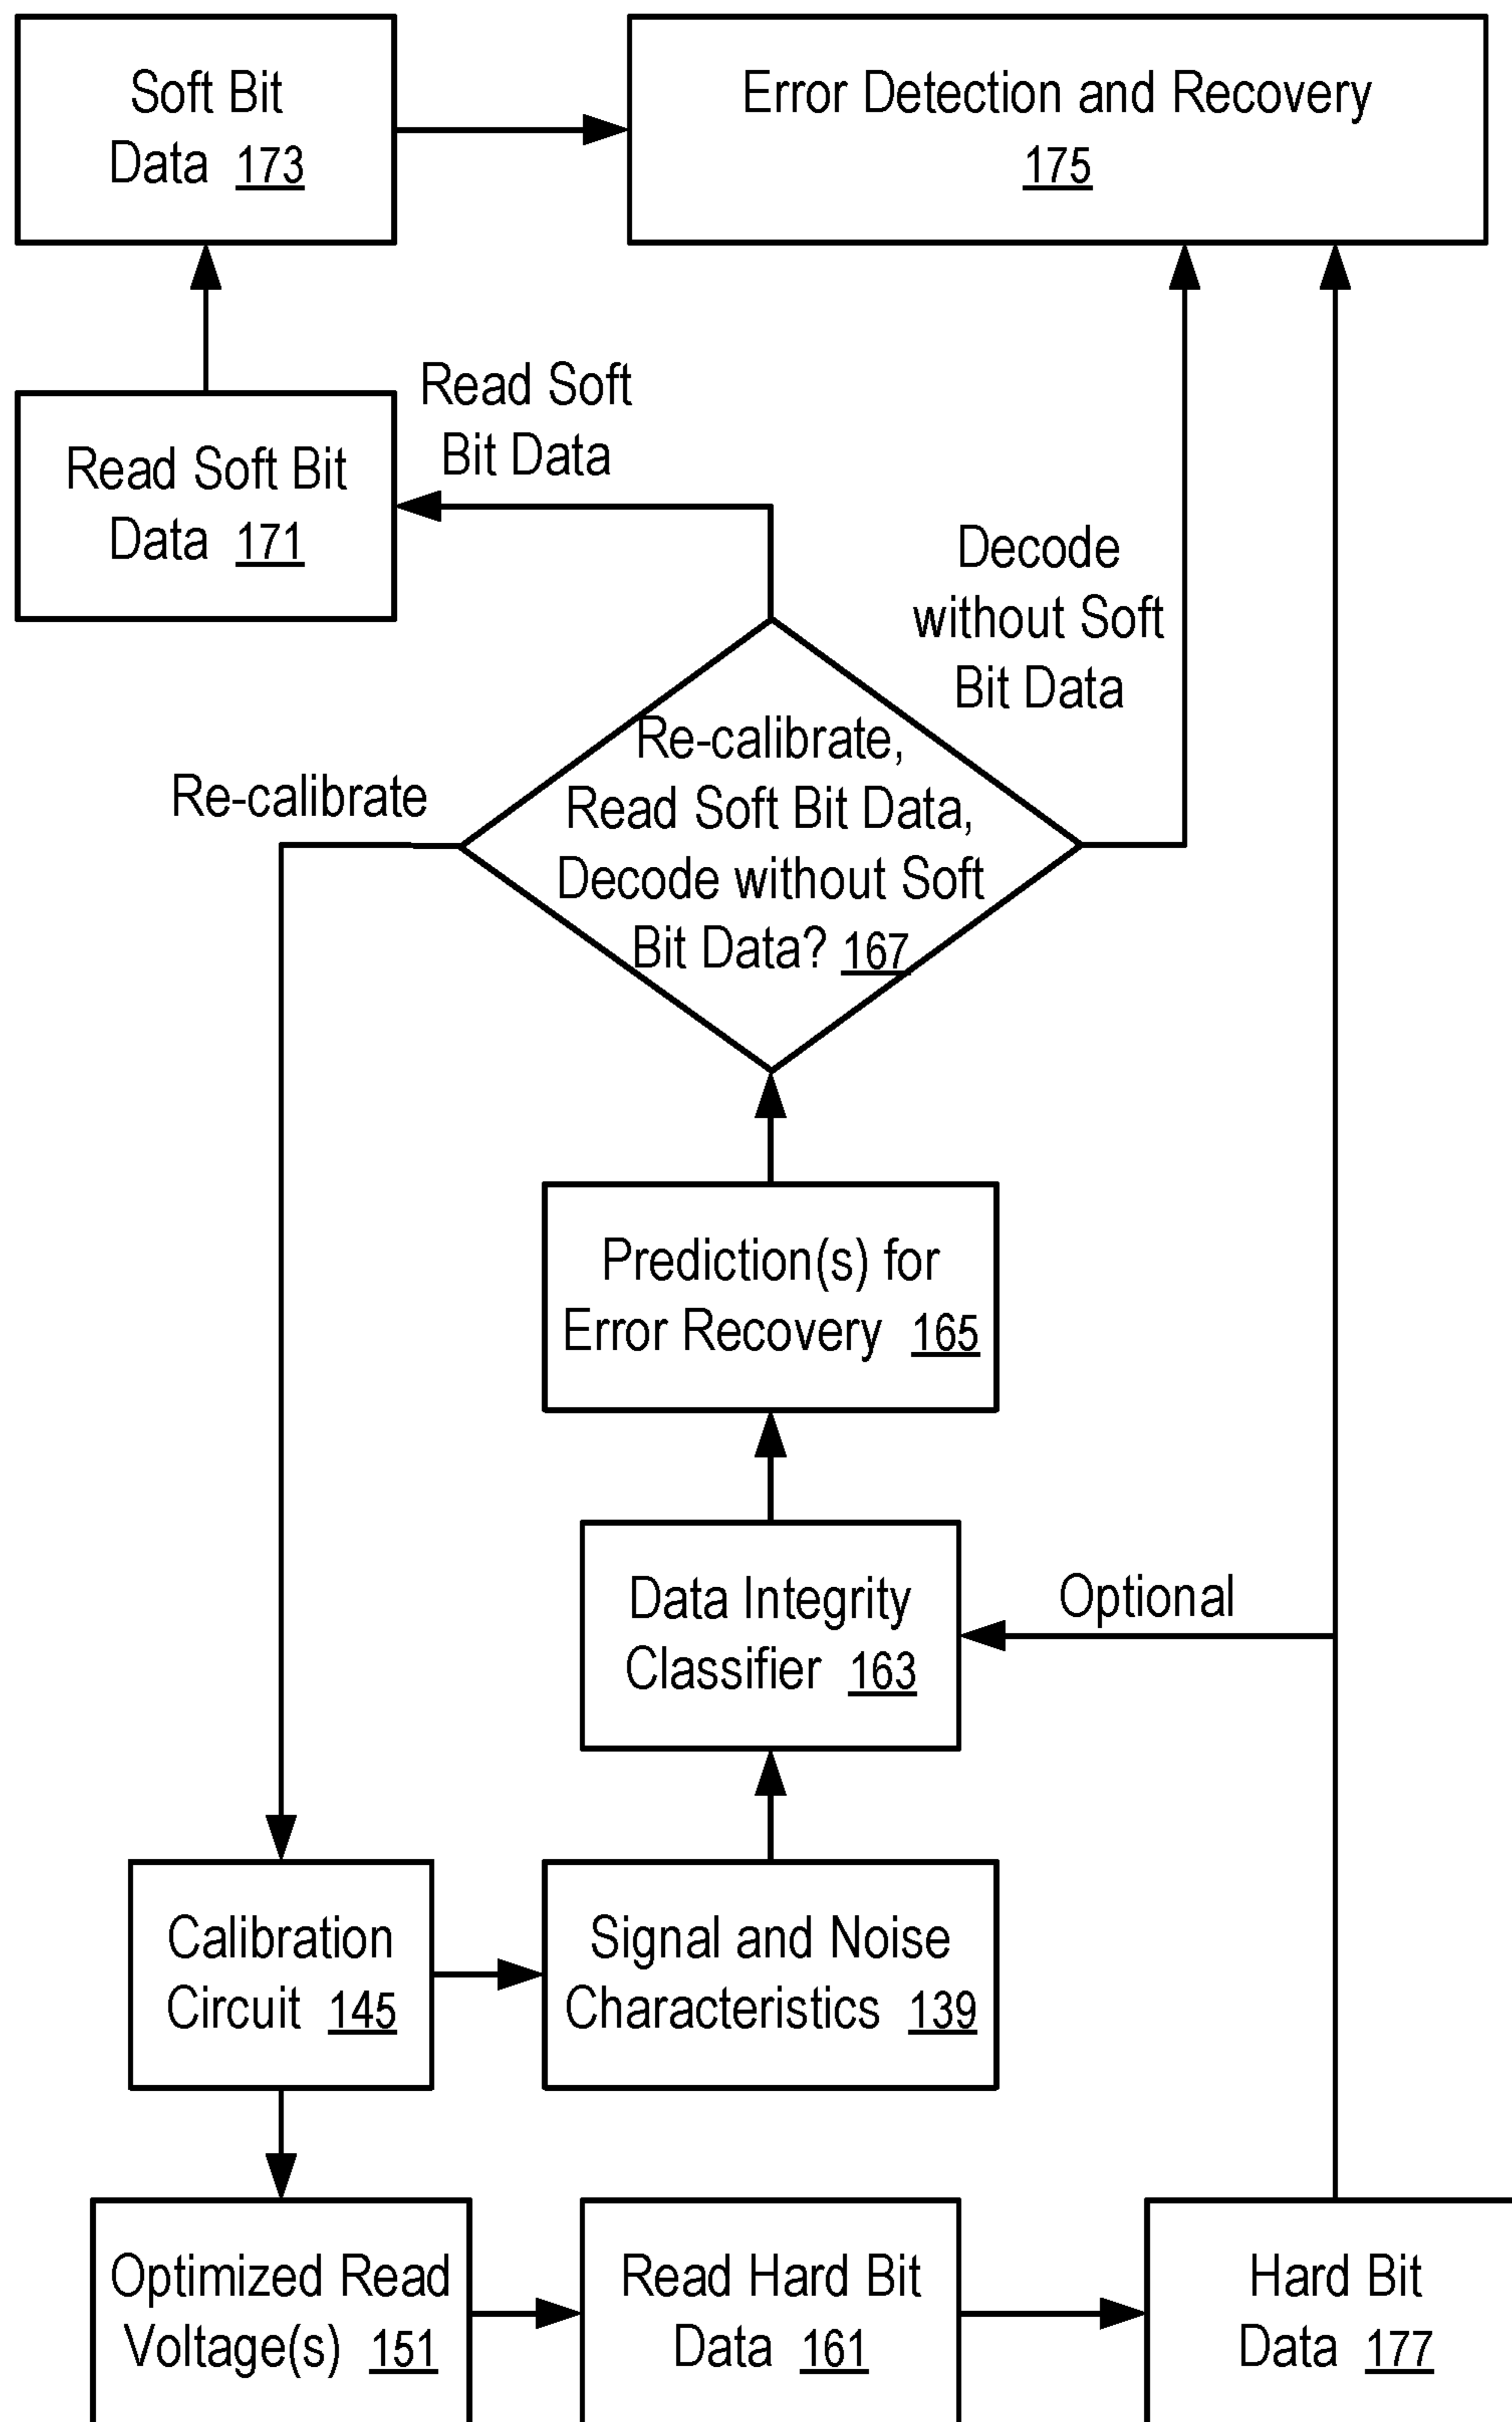 Soft Bit
Data 173
Error Detection and Recovery
175
Read Soft Bit
Data 171
Read Soft
Bit Data
Decode
without Soft
Bit Data
Re-calibrate
Re-calibrate,
Read Soft Bit Data,
Decode without Soft
Bit Data? 167
Prediction(s) for
Error Recovery 165
Data Integrity
Classifier 163
Optional
Calibration
Circuit 145
Signal and Noise
Characteristics 139
Optimized Read
Voltage(s) 151
Read Hard Bit
Data 161
Hard Bit
Data 177